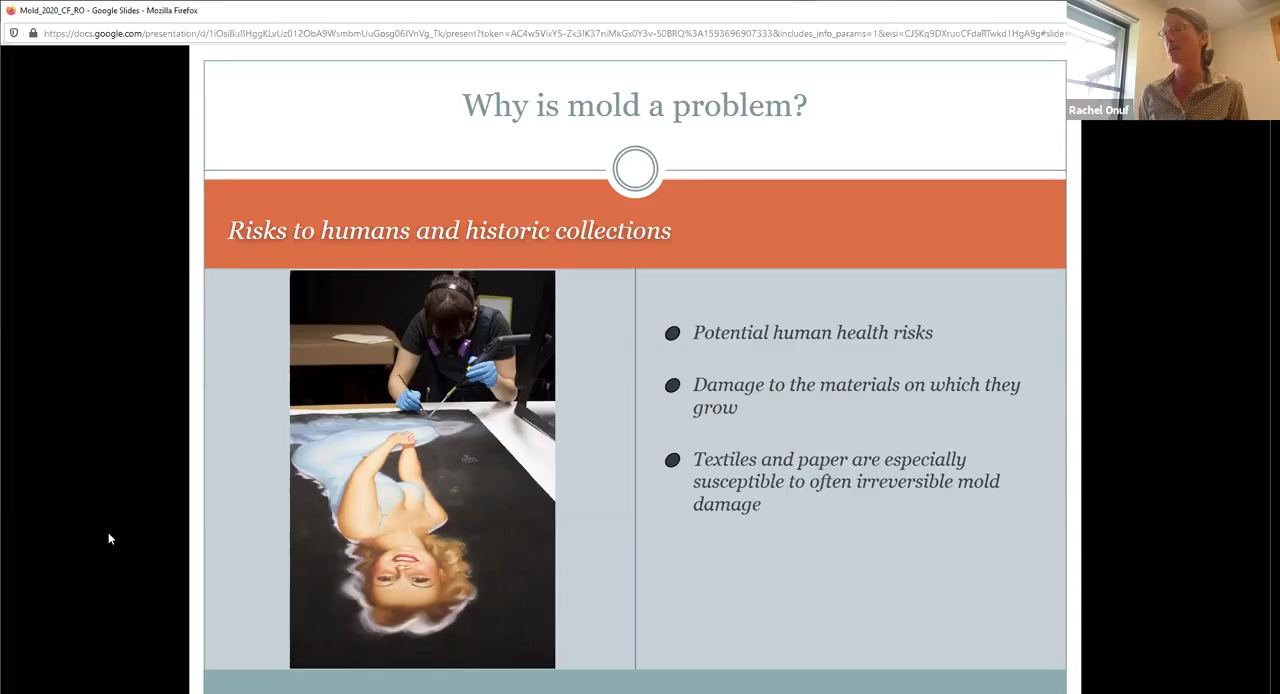 Mold_2020_CF_RO - Google Slides - Mozilla Firefox
Rachel Onuf
Why is mold a problem?
Risks to humans and historic collections
Potential human health risks
Damage to the materials on which they
grow
Textiles and paper are especially
susceptible to often irreversible mold
damage